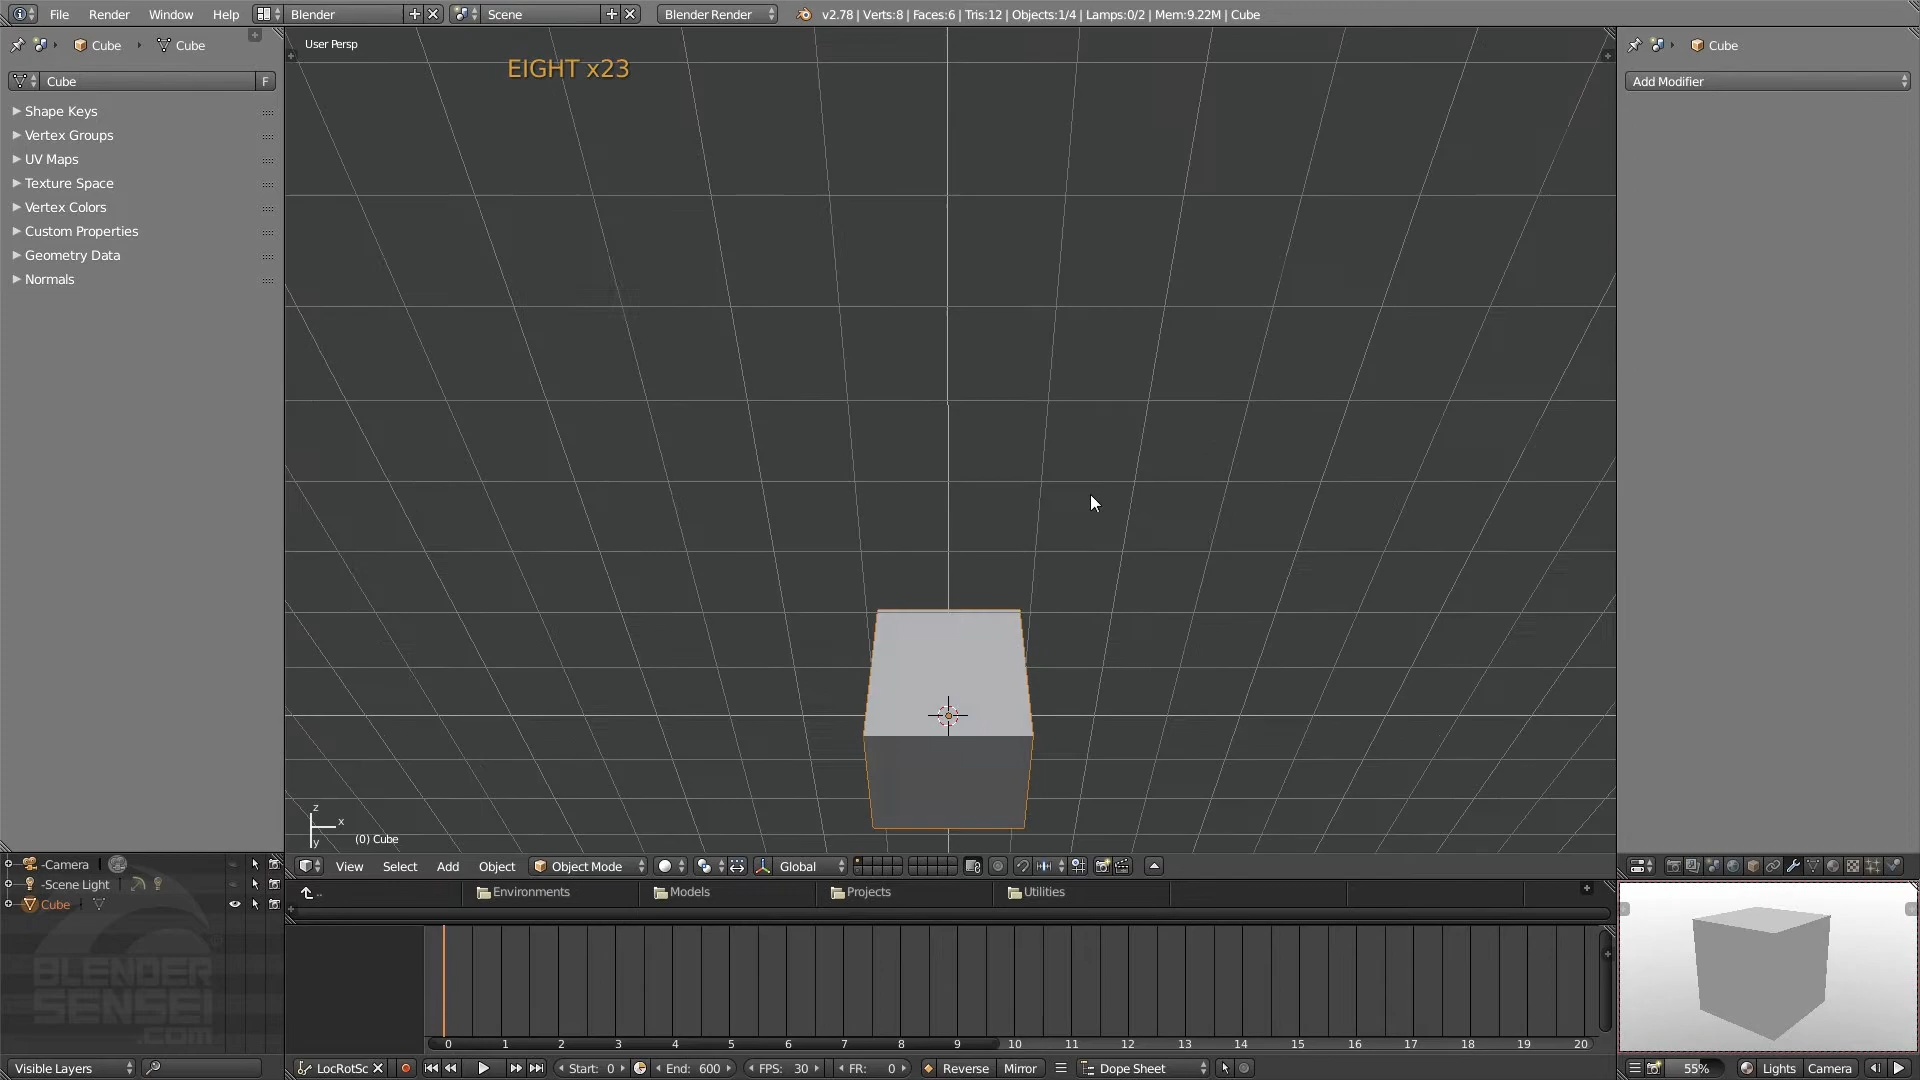 File Render Window Help Blender Scene Blender Render v2.78 | Verts:8 | Faces:6 | Tris:12 | Objects:1/4 | Lamps:0/2 | Mem:9.22M | Cube
Cube Cube
User Persp
Cube
EIGHT x23
Cube F
Add Modifier
Shape Keys
Vertex Groups
UV Maps
Texture Space
Vertex Colors
Custom Properties
Geometry Data
Normals
z
x
y
(0) Cube
-Camera
-Scene Light
Cube
BLENDER
SENSEI
.com
View Select Add Object Object Mode Global
.. Environments Models Projects Utilities
0 1 2 3 4 5 6 7 8 9 10 11 12 13 14 15 16 17 18 19 20
Visible Layers LocRotSc Start: 0 End: 600 FPS: 30 FR: 0 Reverse Mirror Dope Sheet 55% Lights Camera